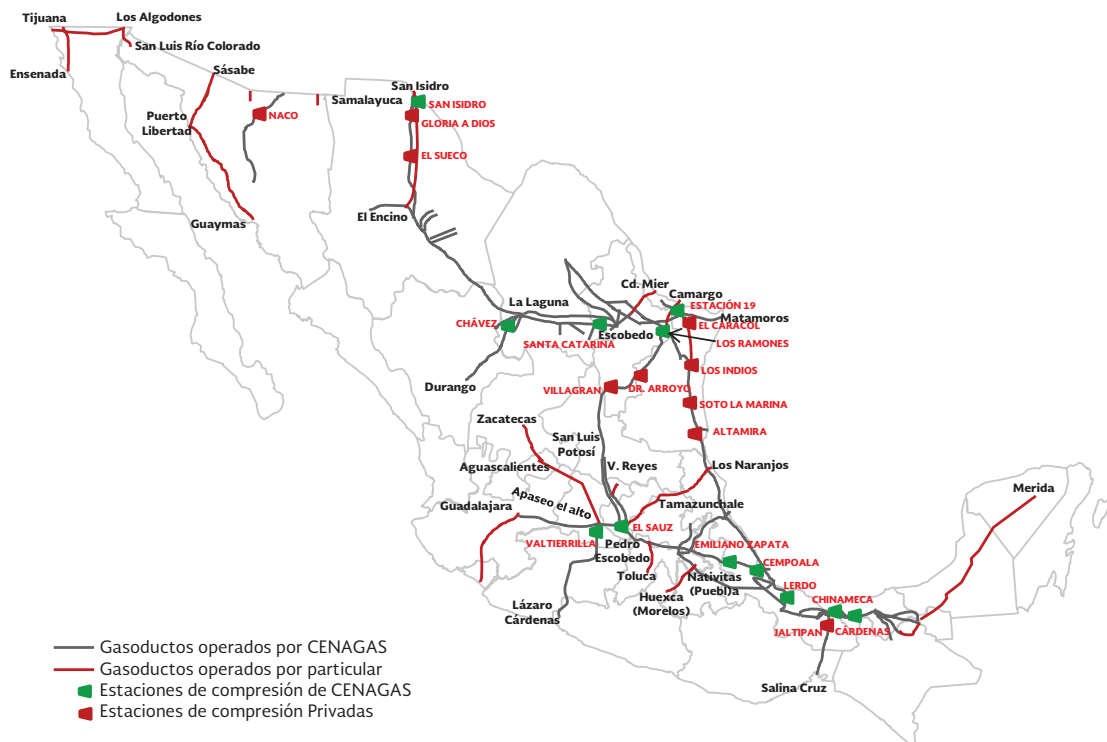 Tijuana
Los Algodones
San Luis Río Colorado
Ensenada
Sásabe
San Isidro
Samalayuca
SAN ISIDRO
Puerto
Libertad
NACO
GLORIA A DIOS
EL SUECO
Guaymas
El Encino
Cd. Mier
Camargo
La Laguna
ESTACIÓN 19
Matamoros
CHÁVEZ
EL CARACOL
SANTA CATARINA
Escobedo
LOS RAMONES
LOS INDIOS
Durango
VILLAGRAN
DR. ARROYO
SOTO LA MARINA
Zacatecas
ALTAMIRA
San Luis
Potosí
Aguascalientes
V. Reyes
Los Naranjos
Merida
Apaseo el alto
Guadalajara
Tamazunchale
EL SAUZ
VALTIERRILLA
Pedro
Escobedo
EMILIANO ZAPATA
CEMPOALA
Toluca
Nativitas
(Puebl)a
LERDO
Lázaro
Cárdenas
Huexca
(Morelos)
CHINAMECA
JALTIPAN
CÁRDENAS
Salina Cruz
Gasoductos operados por CENAGAS
Gasoductos operados por particular
Estaciones de compresión de CENAGAS
Estaciones de compresión Privadas